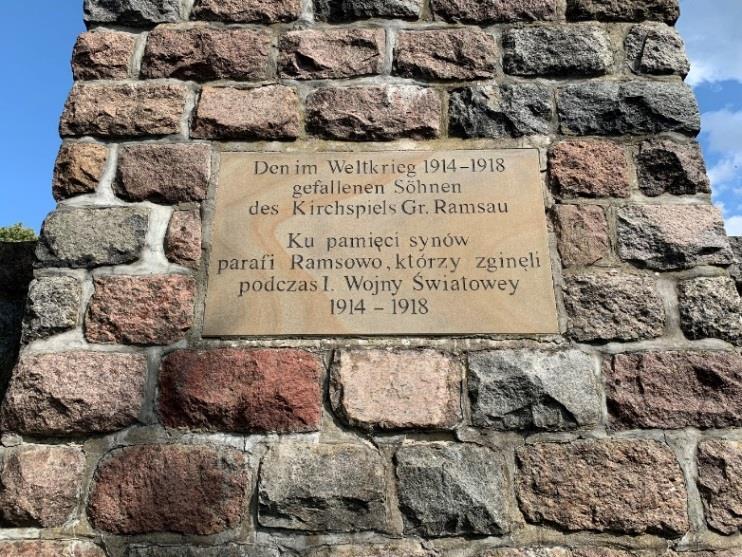 Den im Weltkrieg 1914-1918
gefallenen Söhnen
des Kirchspiels Gr. Ramsau
Ku pamięci synów
parafi Ramsowo, którzy zginęli
podczas I. Wojny Światowey
1914 - 1918